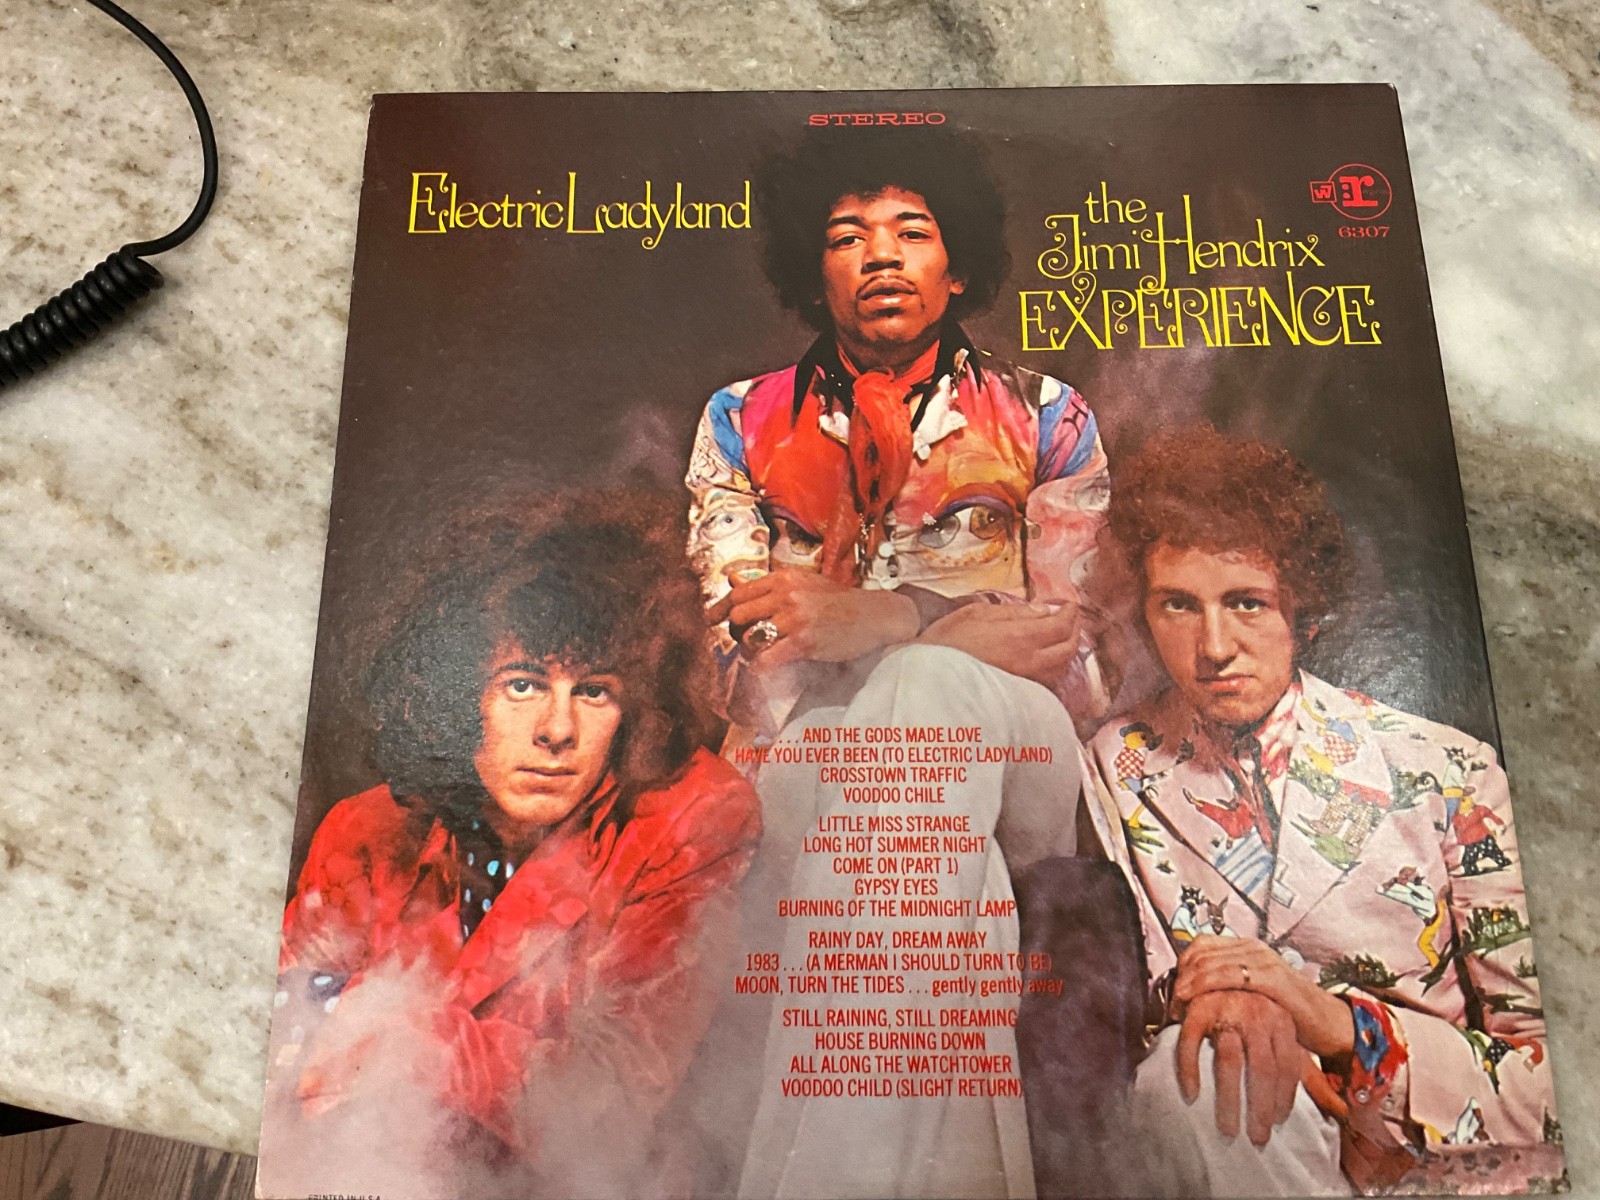 STEREO
Electric Ladyland
the
Jimi Hendrix
EXPERIENCE
W
r
6307
... AND THE GODS MADE LOVE
HAVE YOU EVER BEEN (TO ELECTRIC LADYLAND)
CROSSTOWN TRAFFIC
VOODOO CHILE
LITTLE MISS STRANGE
LONG HOT SUMMER NIGHT
COME ON (PART 1)
GYPSY EYES
BURNING OF THE MIDNIGHT LAMP
RAINY DAY, DREAM AWAY
1983 ... (A MERMAN I SHOULD TURN TO BE)
MOON, TURN THE TIDES ... gently gently away
STILL RAINING, STILL DREAMING
HOUSE BURNING DOWN
ALL ALONG THE WATCHTOWER
VOODOO CHILD (SLIGHT RETURN)
PRINTED IN U.S.A.